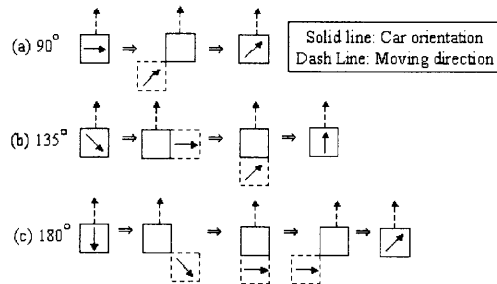 (a) 90°
Solid line: Car orientation
Dash Line: Moving direction
(b) 135°
(c) 180°